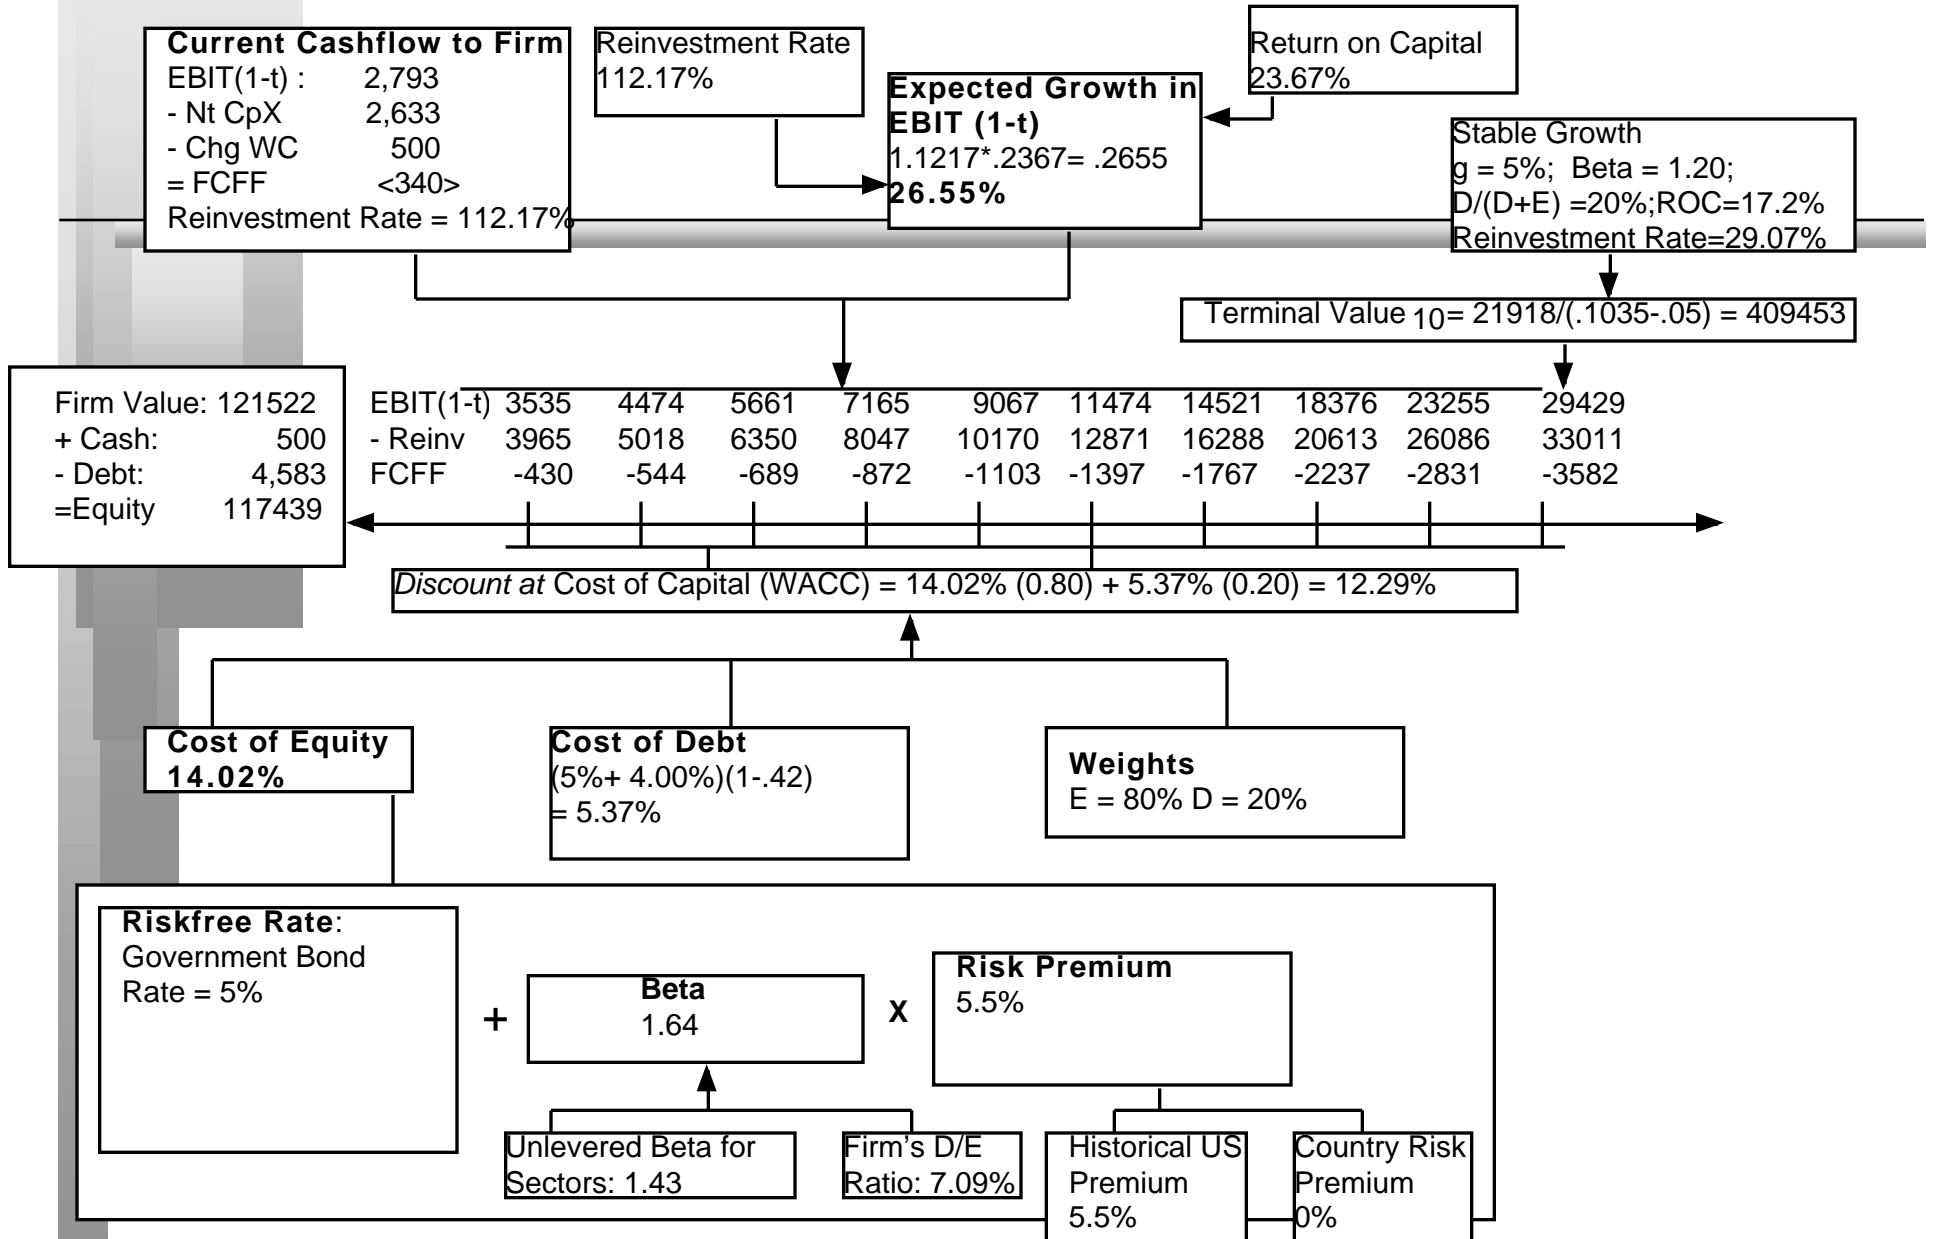 Current Cashflow to Firm
EBIT(1-t) : 2,793
- Nt CpX 2,633
- Chg WC 500
= FCFF <340>
Reinvestment Rate = 112.17%
Reinvestment Rate
112.17%
Expected Growth in
EBIT (1-t)
1.1217*.2367= .2655
26.55%
Return on Capital
23.67%
Stable Growth
g = 5%; Beta = 1.20;
D/(D+E) =20%;ROC=17.2%
Reinvestment Rate=29.07%
Terminal Value 10= 21918/(.1035-.05) = 409453
Firm Value: 121522
+ Cash: 500
- Debt: 4,583
=Equity 117439
EBIT(1-t) 3535 4474 5661 7165 9067 11474 14521 18376 23255 29429
- Reinv 3965 5018 6350 8047 10170 12871 16288 20613 26086 33011
FCFF -430 -544 -689 -872 -1103 -1397 -1767 -2237 -2831 -3582
Discount at Cost of Capital (WACC) = 14.02% (0.80) + 5.37% (0.20) = 12.29%
Cost of Equity
14.02%
Cost of Debt
(5%+ 4.00%)(1-.42)
= 5.37%
Weights
E = 80% D = 20%
Riskfree Rate:
Government Bond
Rate = 5%
+
Beta
1.64
X
Risk Premium
5.5%
Unlevered Beta for
Sectors: 1.43
Firm’s D/E
Ratio: 7.09%
Historical US
Premium
5.5%
Country Risk
Premium
0%